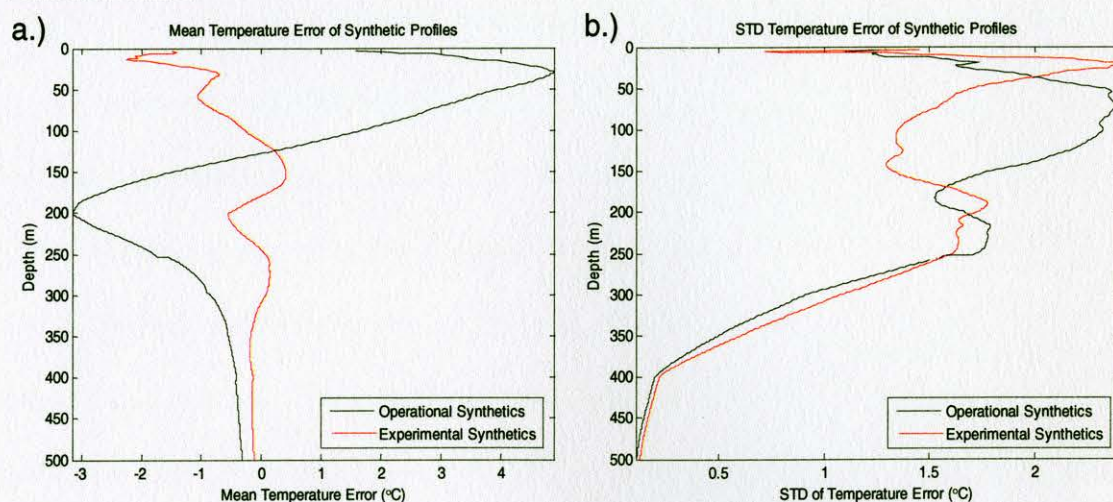 a.)
Mean Temperature Error of Synthetic Profiles
0
50
100
150
200
250
300
350
400
450
500
Depth (m)
-3
-2
-1
0
1
2
3
4
Mean Temperature Error (°C)
Operational Synthetics
Experimental Synthetics
b.)
STD Temperature Error of Synthetic Profiles
0
50
100
150
200
250
300
350
400
450
500
Depth (m)
0.5
1
1.5
2
STD of Temperature Error (°C)
Operational Synthetics
Experimental Synthetics